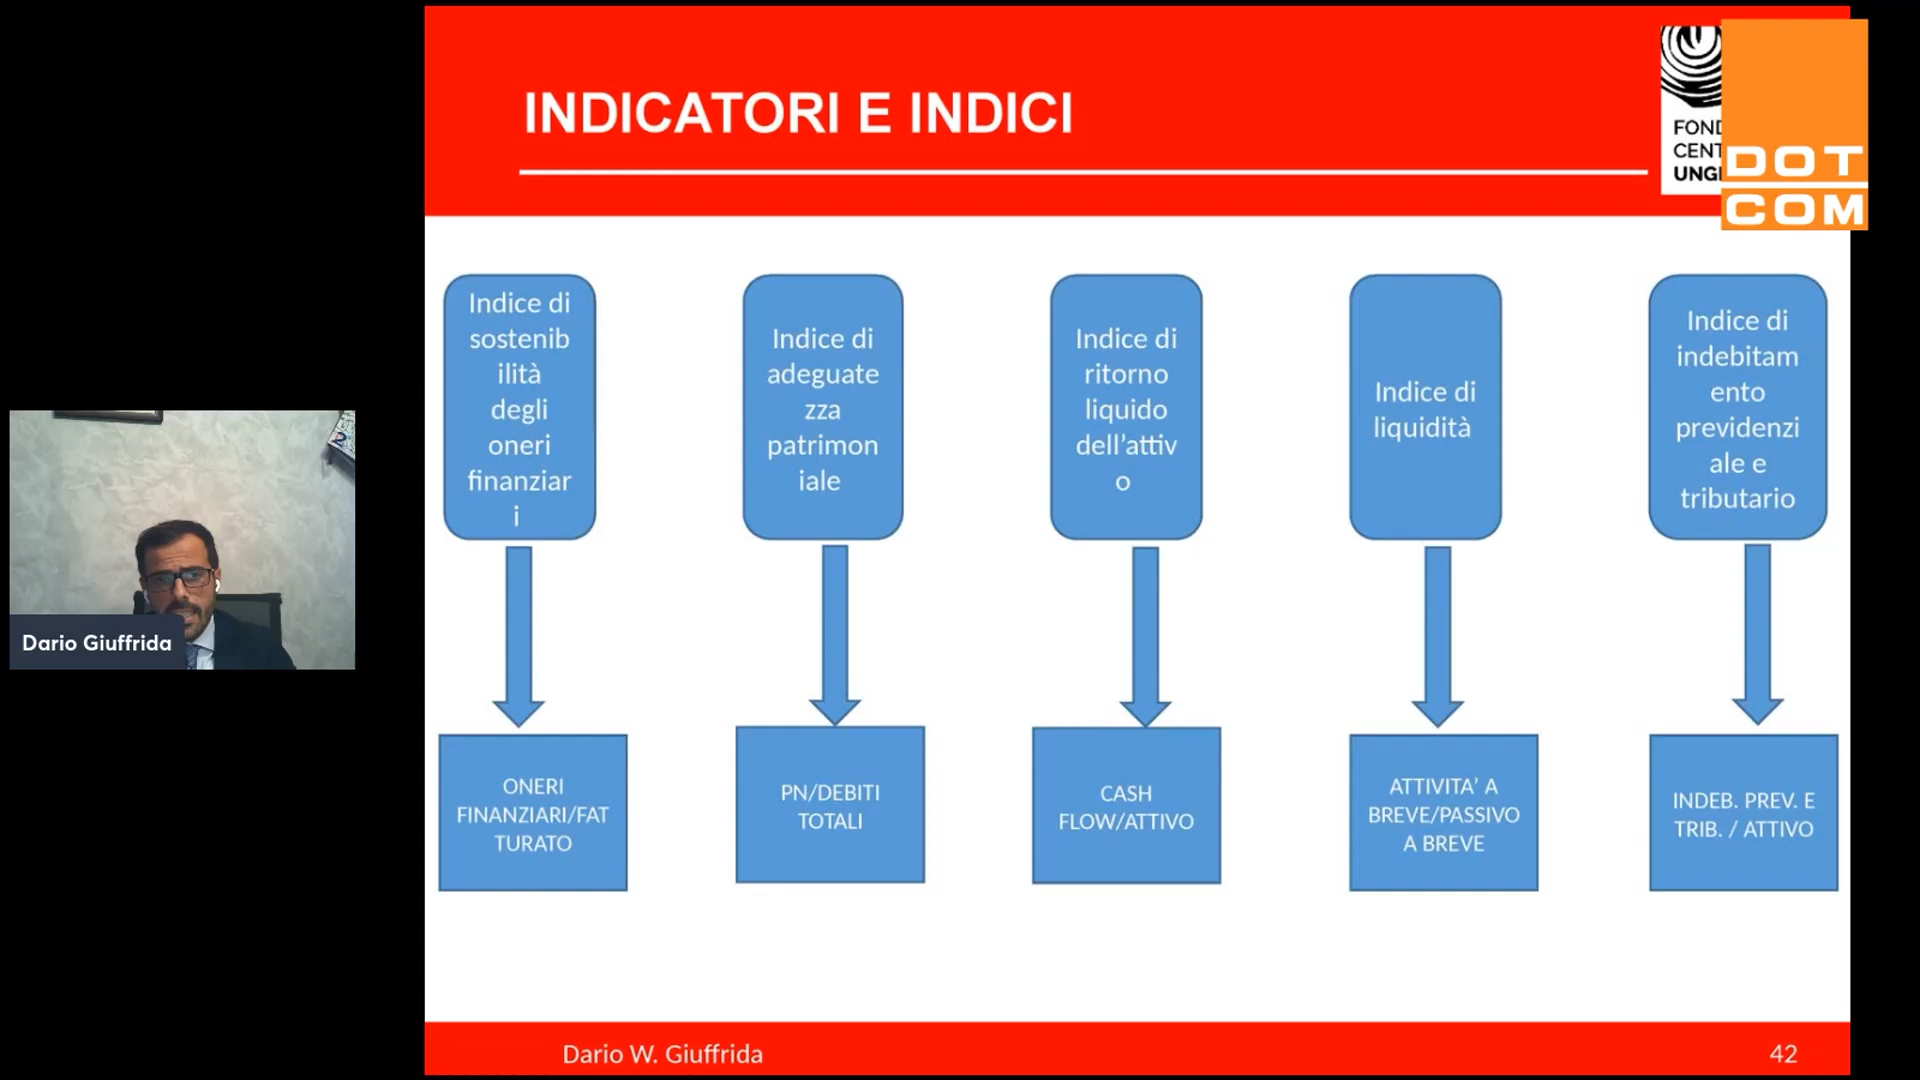 INDICATORI E INDICI
FOND
CENT
UNG
DOT
COM
Indice di
sostenib
ilità
degli
oneri
finanziar
i
Indice di
adeguate
zza
patrimon
iale
Indice di
ritorno
liquido
dell’attiv
o
Indice di
liquidità
Indice di
indebitam
ento
previdenzi
ale e
tributario
ONERI
FINANZIARI/FAT
TURATO
PN/DEBITI
TOTALI
CASH
FLOW/ATTIVO
ATTIVITA’ A
BREVE/PASSIVO
A BREVE
INDEB. PREV. E
TRIB. / ATTIVO
Dario Giuffrida
Dario W. Giuffrida
42